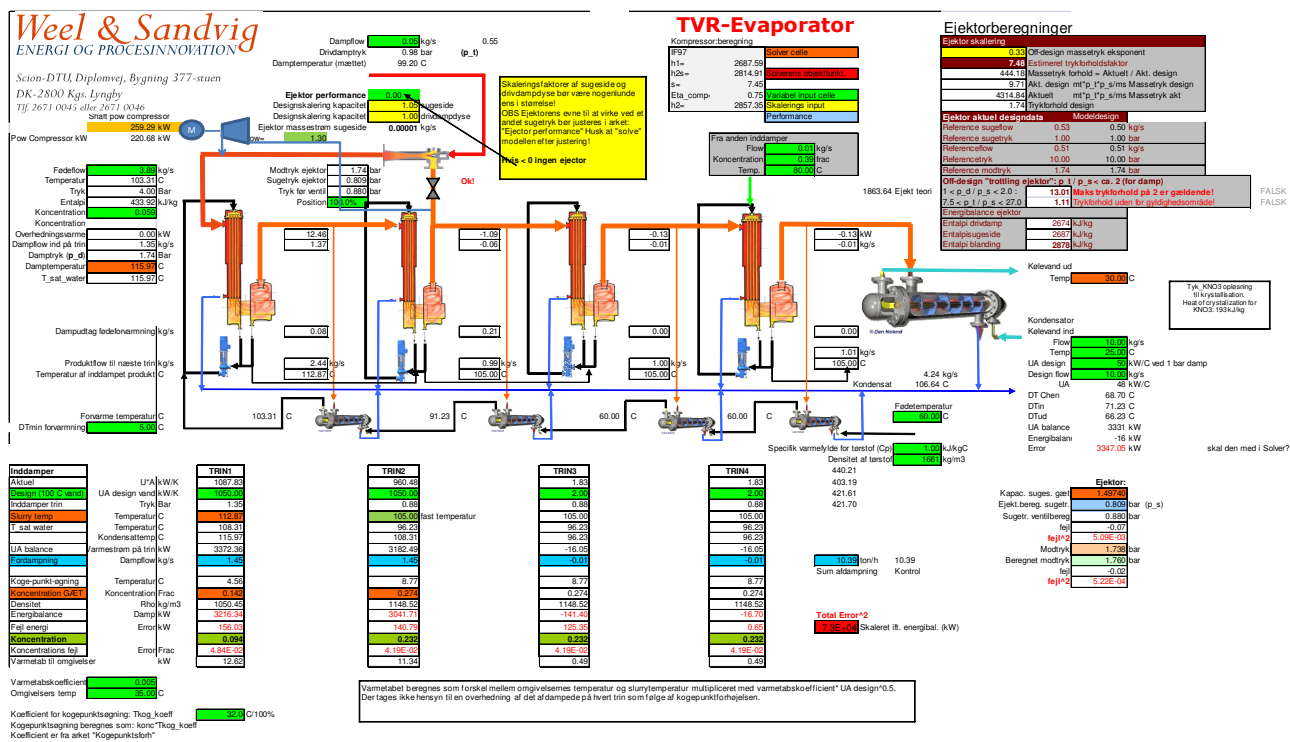 Weel & Sandvig
ENERGI OG PROCESINNOVATION
Scion-DTU, Diplomvej, Bygning 377-stuen
DK-2800 Kgs. Lyngby
Tlf. 2671 0045 eller 2671 0046
TVR-Evaporator
Ejektorberegninger
Dampflow 0.05 kg/s 0.55
Drivdamptryk 0.98 bar (p_t)
Damptemperatur (mættet) 99.20 C
Ejektor performance 0.00
Designskalering kapacitet 1.05 sugeside
Designskalering kapacitet 1.00 drivdampdyse
Ejektor massestrøm sugeside 0.00001 kg/s
low= 1.30
Skaleringsfaktorer af sugeside og
drivdampdyse bør være nogenlunde
ens i størrelse!
OBS Ejektorens evne til at virke ved et
andet sugetryk bør justeres i arket:
"Ejector performance" Husk at "solve"
modellen efter justering!
Hvis < 0 ingen ejector
Kompressor:beregning
IF97 Solver celle
h1= 2687.59
h2s= 2814.91 Solverens objektfunkt.
s= 7.45
Eta_comp 0.75 Variabel input celle
h2= 2857.35 Skalerings input
Performance
Fra anden inddamper
Flow 0.01 kg/s
Koncentration 0.39 frac
Temp. 80.00 C
Ejektor skallering
0.33 Off-design massetryk eksponent
7.48 Estimeret trykforholdsfaktor
444.18 Massetryk forhold = Aktuelt / Akt. design
9.71 Akt. design mt*p_t*p_s/ms Massetryk design
4314.84 Aktuelt mt*p_t*p_s/ms Massetryk akt
1.74 Trykforhold design
Ejektor aktuel designdata Modeldesign
Reference sugeflow 0.53 0.50 kg/s
Reference sugetryk 1.00 1.00 bar
Referenceflow 0.51 0.51 kg/s
Referencetryk 10.00 10.00 bar
Reference modtryk 1.74 1.74 bar
Off-design "trottling ejektor": p_t / p_s< ca. 2 (for damp)
1 < p_d / p_s < 2.0 : 13.01 Maks trykforhold på 2 er gældende! FALSK
7.5 < p_t / p_s < 27.0 : 1.11 Trykforhold uden for gyldighedsområde! FALSK
Energibalance ejektor
Entalpi drivdamp 2674 kJ/kg
Entalpisugeside 2687 kJ/kg
Entalpi blanding 2878 kJ/kg
1863.64 Ejekt teori
Shaft pow compressor
259.29 kW
Pow Compressor kW 220.68 kW
M
Modtryk ejektor 1.74 bar
Sugetryk ejektor 0.809 bar
Tryk før ventil 0.880 bar
Position 100.0%
Ok!
Fødeflow 3.89 kg/s
Temperatur 103.31 C
Tryk 4.00 Bar
Entalpi 433.92 kJ/kg
Koncentration 0.059
Koncentration
Overhedningsvarme 0.00 kW
Dampflow ind på trin 1.35 kg/s
Damptryk (p_d) 1.74 Bar
Damptemperatur 115.97 C
T_sat_water 115.97 C
12.46 -1.09 -0.13 -0.13 kW
1.37 -0.06 -0.01 -0.01 kg/s
Dampudtag fødeforvarmning kg/s 0.08 0.21 0.00 0.00
© Dan Noland
Produktflow til næste trin kg/s 2.44 kg/s 0.99 kg/s 1.00 kg/s 1.01 kg/s
Temperatur af inddampet produkt C 112.87 C 105.00 C 105.00 C 105.00 C
4.24 kg/s
Kondensat 106.64 C
Forvarme temperatur C 103.31 C 91.23 C 60.00 C 60.00 C
DTmin forvarmning 5.00 C
Fødetemperatur
60.00 C
Kølevand ud
Temp 30.00 C
Tyk_KNO3 opløsning
til krystallisation.
Heat of crystalization for
KNO3: 193 kJ/kg
Kondensator
Kølevand ind
Flow 10.00 kg/s
Temp 25.00 C
UA design 50 kW/C ved 1 bar damp
Design flow 10.00 kg/s
UA 48 kW/C
DT Chen 68.70 C
DTin 71.23 C
DTud 66.23 C
UA balance 3331 kW
Energibalanc -16 kW
Error 3347.05 kW skal den med i Solver?
Specifik varmefylde for tørstof (Cp) 1.00 kJ/kgC
Densitet af tørstof 1661 kg/m3
440.21
403.19
421.61
421.70
Inddamper TRIN1 TRIN2 TRIN3 TRIN4
Aktuel U*A kW/K 1087.83 960.48 1.83 1.83
Design (100 C vand) UA design vand kW/K 1050.00 1050.00 2.00 2.00
Inddamper trin Tryk Bar 1.35 0.88 0.88 0.88
Slurry temp Temperatur C 112.87 105.00 fast temperatur 105.00 105.00
T_sat water Temperatur C 108.31 96.23 96.23 96.23
Kondensattemp C 115.97 108.31 96.23 96.23
UA balance Varmestrøm på trin kW 3372.36 3182.49 -16.05 -16.05
Fordampning Dampflow kg/s 1.45 1.45 -0.01 -0.01
Koge-punkt-øgning Temperatur C 4.56 8.77 8.77 8.77
Koncentration GÆT Koncentration Frac 0.142 0.274 0.274 0.274
Densitet Rho kg/m3 1050.45 1148.52 1148.52 1148.52
Energibalance Damp kW 3216.34 3041.71 -141.40 -16.70
Fejl energi Error kW 156.03 140.79 125.35 0.65
Koncentration 0.094 0.232 0.232 0.232
Koncentrations fejl Error Frac 4.84E-02 4.19E-02 4.19E-02 4.19E-02
Varmetab til omgivelser kW 12.62 11.34 0.49 0.49
10.39 ton/h 10.39
Sum afdampning Kontrol
Total Error^2
7.3E+04 Skaleret ift. energibal. (kW)
Ejektor:
Kapac. suges. gæt 1.49740
Ejekt.bereg. sugetr. 0.809 bar (p_s)
Sugetr. ventilbereg 0.880 bar
fejl -0.07
fejl^2 5.09E-03
Modtryk 1.738 bar
Beregnet modtryk 1.760 bar
fejl -0.02
fejl^2 5.22E-04
Varmetabskoefficient 0.005
Omgivelsers temp 35.00 C
Varmetabet beregnes som forskel mellem omgivelsernes temperatur og slurrytemperatur multipliceret med varmetabskoefficient* UA design^0.5.
Der tages ikke hensyn til en overhedning af det afdampede på hvert trin som følge af kogepunktforhøjelsen.
Koefficient for kogepunktsøgning: Tkog_koeff 32.0 C/100%
Kogepunktsøgning beregnes som: konc*Tkog_koeff
Koefficient er fra arket "Kogepunktsforh"